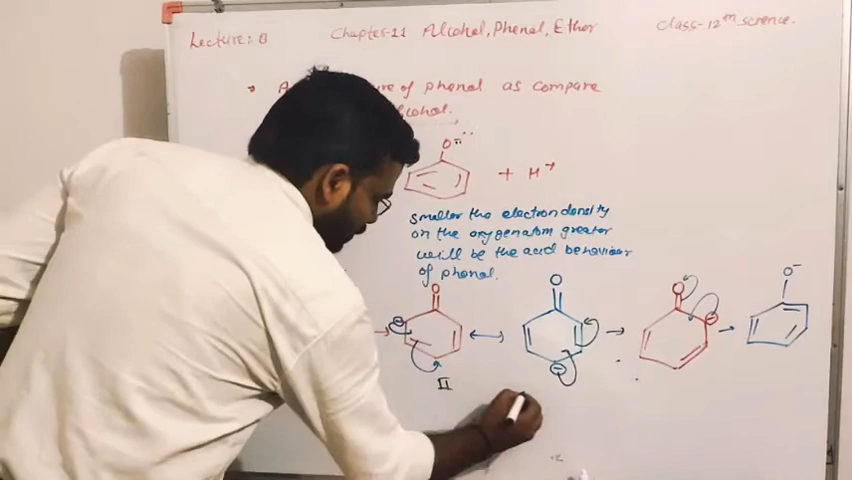 Lecture: 8 Chapter-11 Alcohol, Phenol, Ether Class-12th science.
of phenol as compare
alcohol.
O
+ H+
smaller the electron density
on the oxygen atom greater
will be the acid behaviour
of phenol.
O O O O-
II